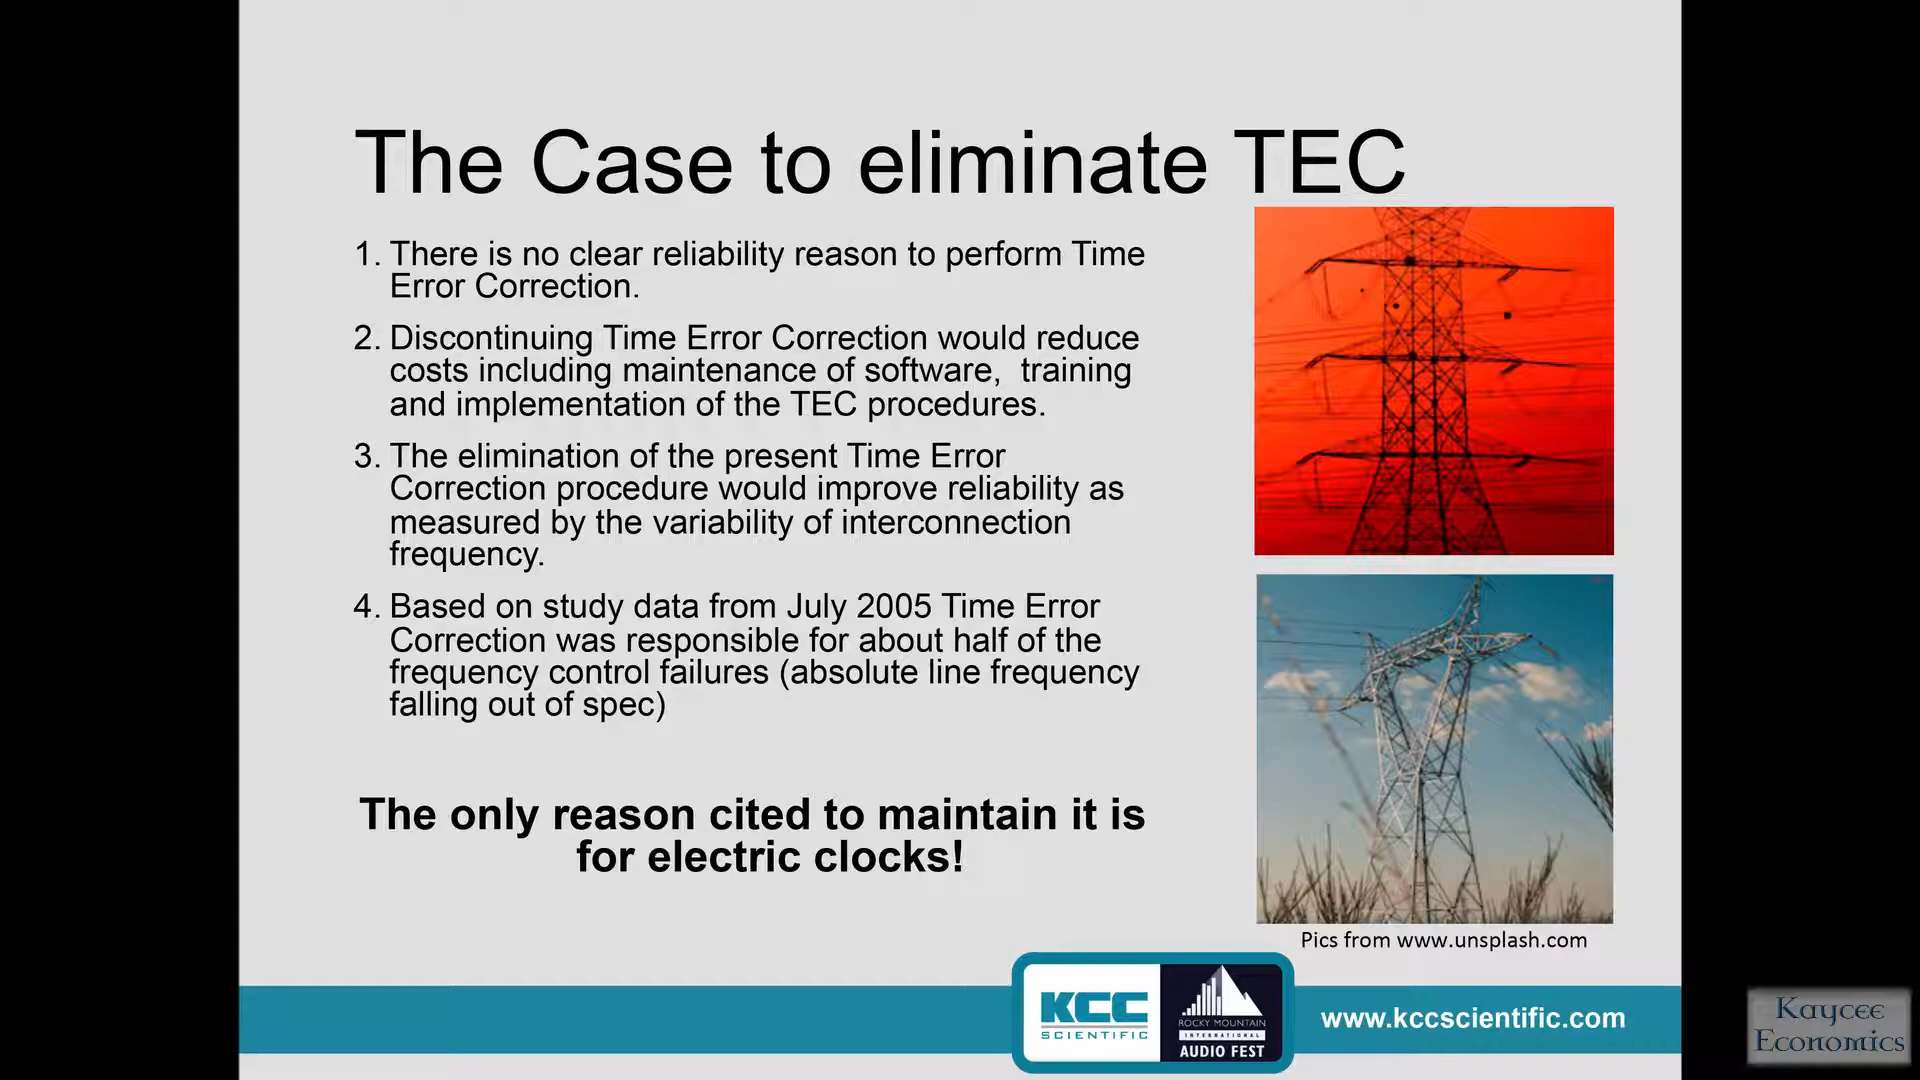 The Case to eliminate TEC
1. There is no clear reliability reason to perform Time
Error Correction.
2. Discontinuing Time Error Correction would reduce
costs including maintenance of software, training
and implementation of the TEC procedures.
3. The elimination of the present Time Error
Correction procedure would improve reliability as
measured by the variability of interconnection
frequency.
4. Based on study data from July 2005 Time Error
Correction was responsible for about half of the
frequency control failures (absolute line frequency
falling out of spec)
The only reason cited to maintain it is
for electric clocks!
Pics from www.unsplash.com
KCC
SCIENTIFIC
ROCKY MOUNTAIN
INTERNATIONAL
AUDIO FEST
www.kccscientific.com
Kaycee
Economics